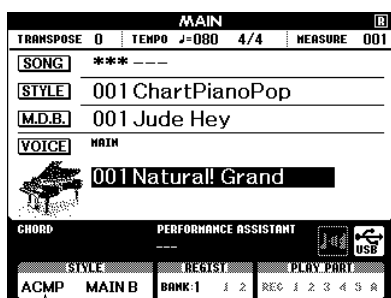 MAIN R
TRANSPOSE 0 TEMPO ♩=080 4/4 MEASURE 001
SONG *** ---
STYLE 001 ChartPianoPop
M.D.B. 001 Jude Hey
VOICE MAIN
001 Natural! Grand
CHORD PERFORMANCE ASSISTANT
---
USB
STYLE REGIST PLAY PART
ACMP MAIN B BANK:1 1 2 REC 1 2 3 4 5 A